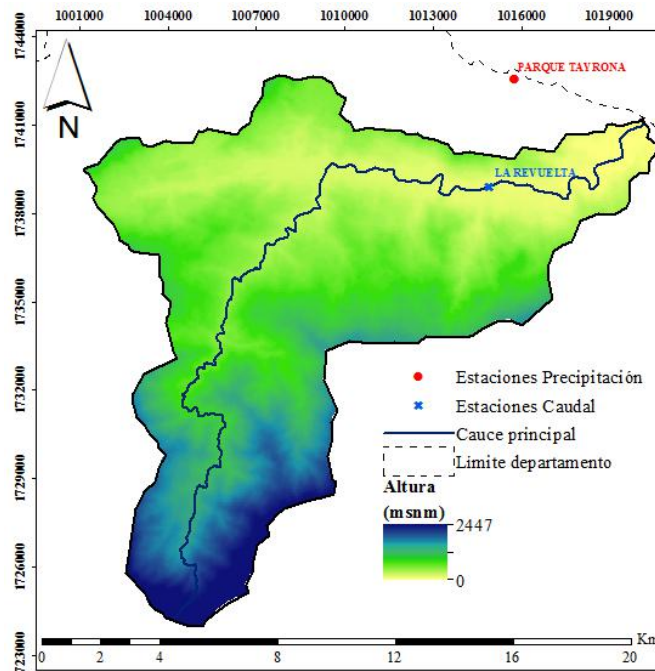 1001000 1004000 1007000 1010000 1013000 1016000 1019000
1744000
1741000
1738000
1735000
1732000
1729000
1726000
1723000
N
PARQUE TAYRONA
LA REVUELTA
Estaciones Precipitación
Estaciones Caudal
Cauce principal
Limite departamento
Altura
(msnm)
2447
0
Km
0 2 4 8 12 16 20